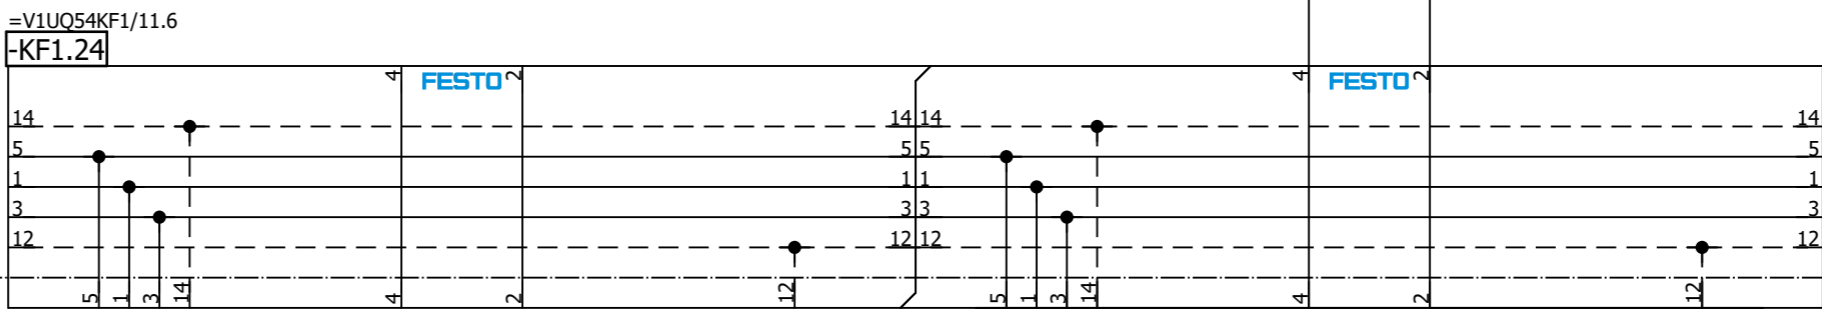 =V1UQ54KF1/11.6
-KF1.24
4 FESTO 2 4 FESTO 2
14 14 14 14
5 5 5 5
1 1 1 1
3 3 3 3
12 12 12 12
5 1 3 14 4 2 12 5 1 3 14 4 2 12